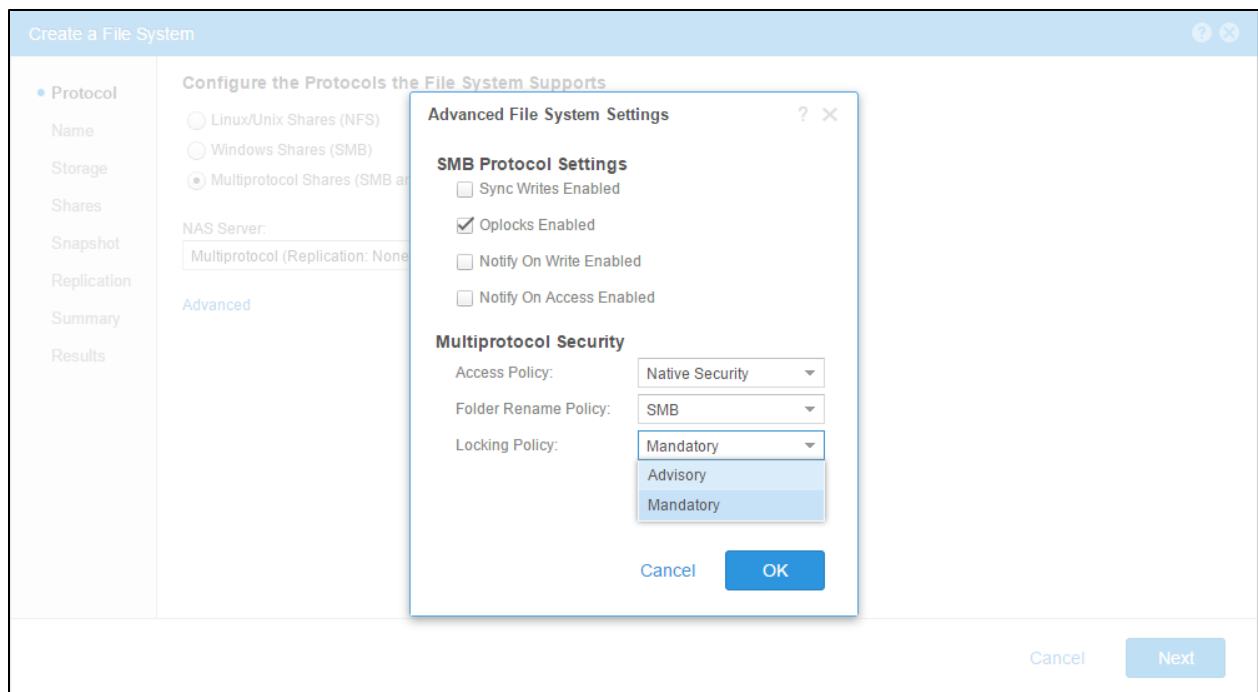 Create a File System
Protocol
Name
Storage
Shares
Snapshot
Replication
Summary
Results
Configure the Protocols the File System Supports
Linux/Unix Shares (NFS)
Windows Shares (SMB)
Multiprotocol Shares (SMB
NAS Server:
Multiprotocol (Replication: None
Advanced
Advanced File System Settings
?
SMB Protocol Settings
Sync Writes Enabled
Oplocks Enabled
Notify On Write Enabled
Notify On Access Enabled
Multiprotocol Security
Access Policy: Native Security
Folder Rename Policy: SMB
Locking Policy: Mandatory
Advisory
Mandatory
Cancel OK
Cancel Next